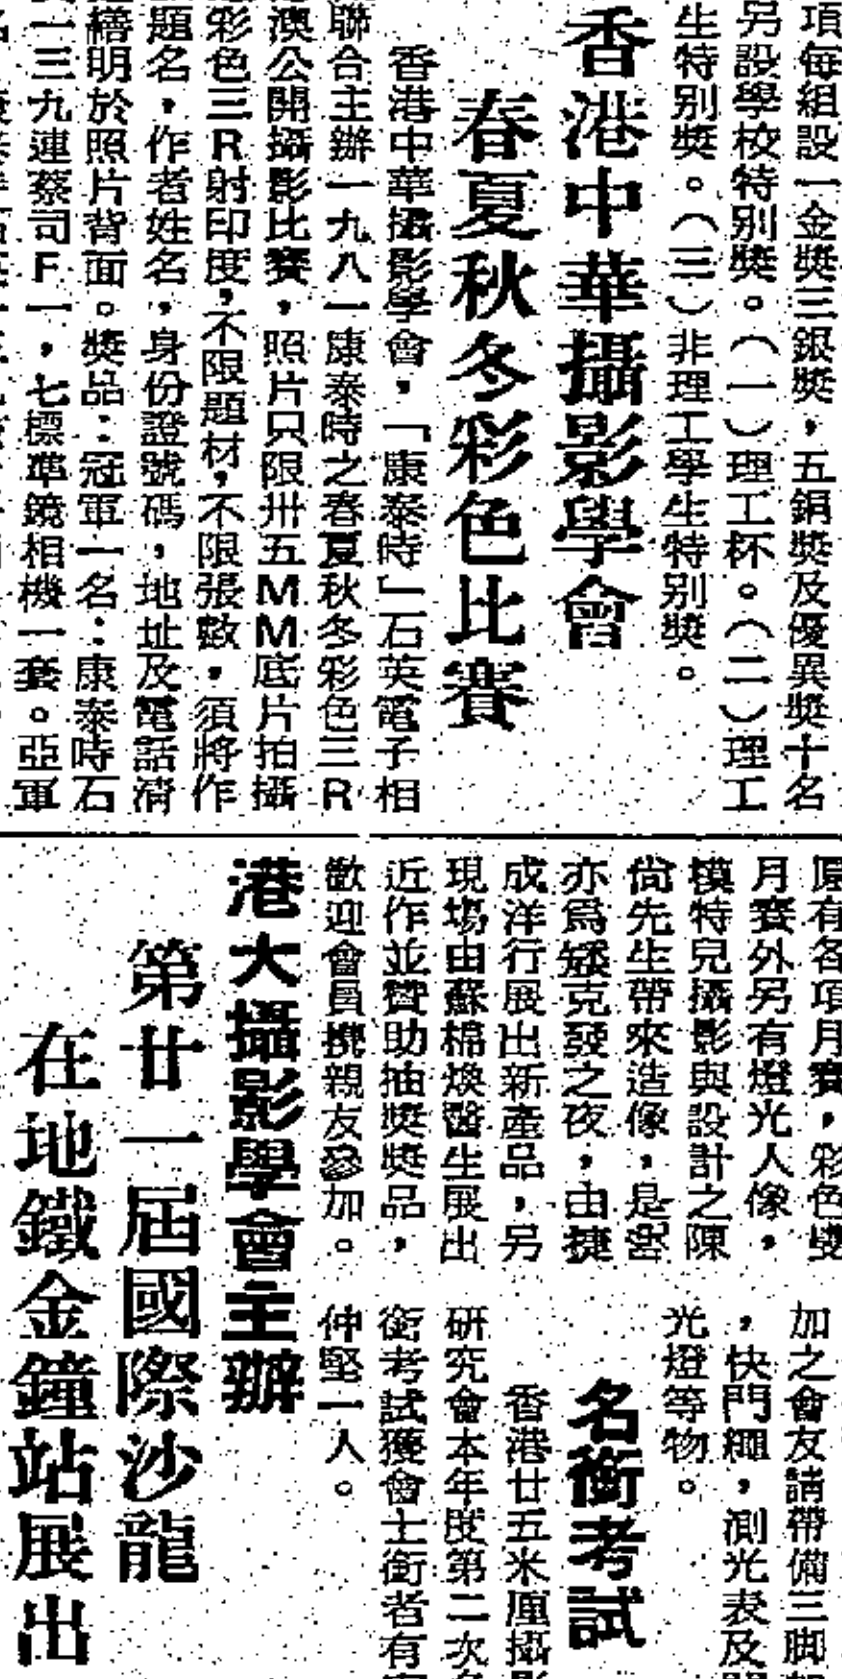 項每組設一金獎三銀獎，五銅獎及優異獎十名
另設學校特別獎。（一）理工杯。（二）理工
生特別獎。（三）非理工學生特別獎。
香港中華攝影學會
春夏秋冬彩色比賽
香港中華攝影學會，「康泰時」石英電子相
聯合主辦一九八一康泰時之春夏秋冬彩色三R
澳公開攝影比賽，照片只限卅五MM底片拍攝
彩色三R射印度，不限題材，不限張數，須將作
題名，作者姓名，身份證號碼，地址及電話清
繕明於照片背面。獎品：冠軍一名：康泰時石
一三九連蔡司F一，七標準鏡相機一套。亞軍
原有各項月賽，彩色雙
月賽外另有燈光人像，
模特兒攝影與設計之陳
尙先生帶來造像，是
亦爲矮克發之夜，由捷
成洋行展出新產品，另
現場由蘇棉煥醫生展出
近作並贊助抽獎獎品，
歡迎會員携親友參加。
加之會友請帶備三脚
，快門繩，測光表及
光燈等物。
名銜考試
香港廿五米厘攝影
研究會本年度第二次名
銜考試獲會士銜者有
仲堅一人。
港大攝影學會主辦
第廿一屆國際沙龍
在地鐵金鐘站展出